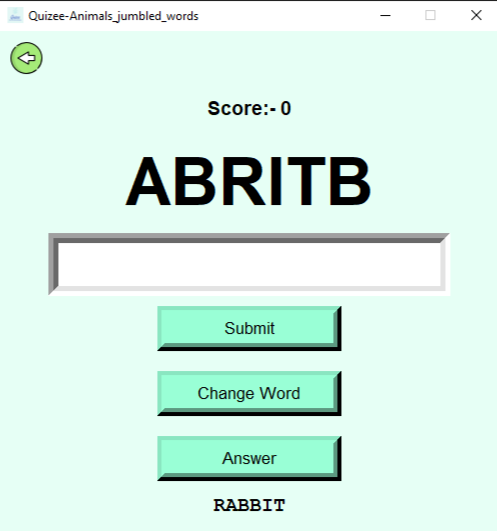 Quizee-Animals_jumbled_words
Score:- 0
ABRITB
Submit
Change Word
Answer
RABBIT